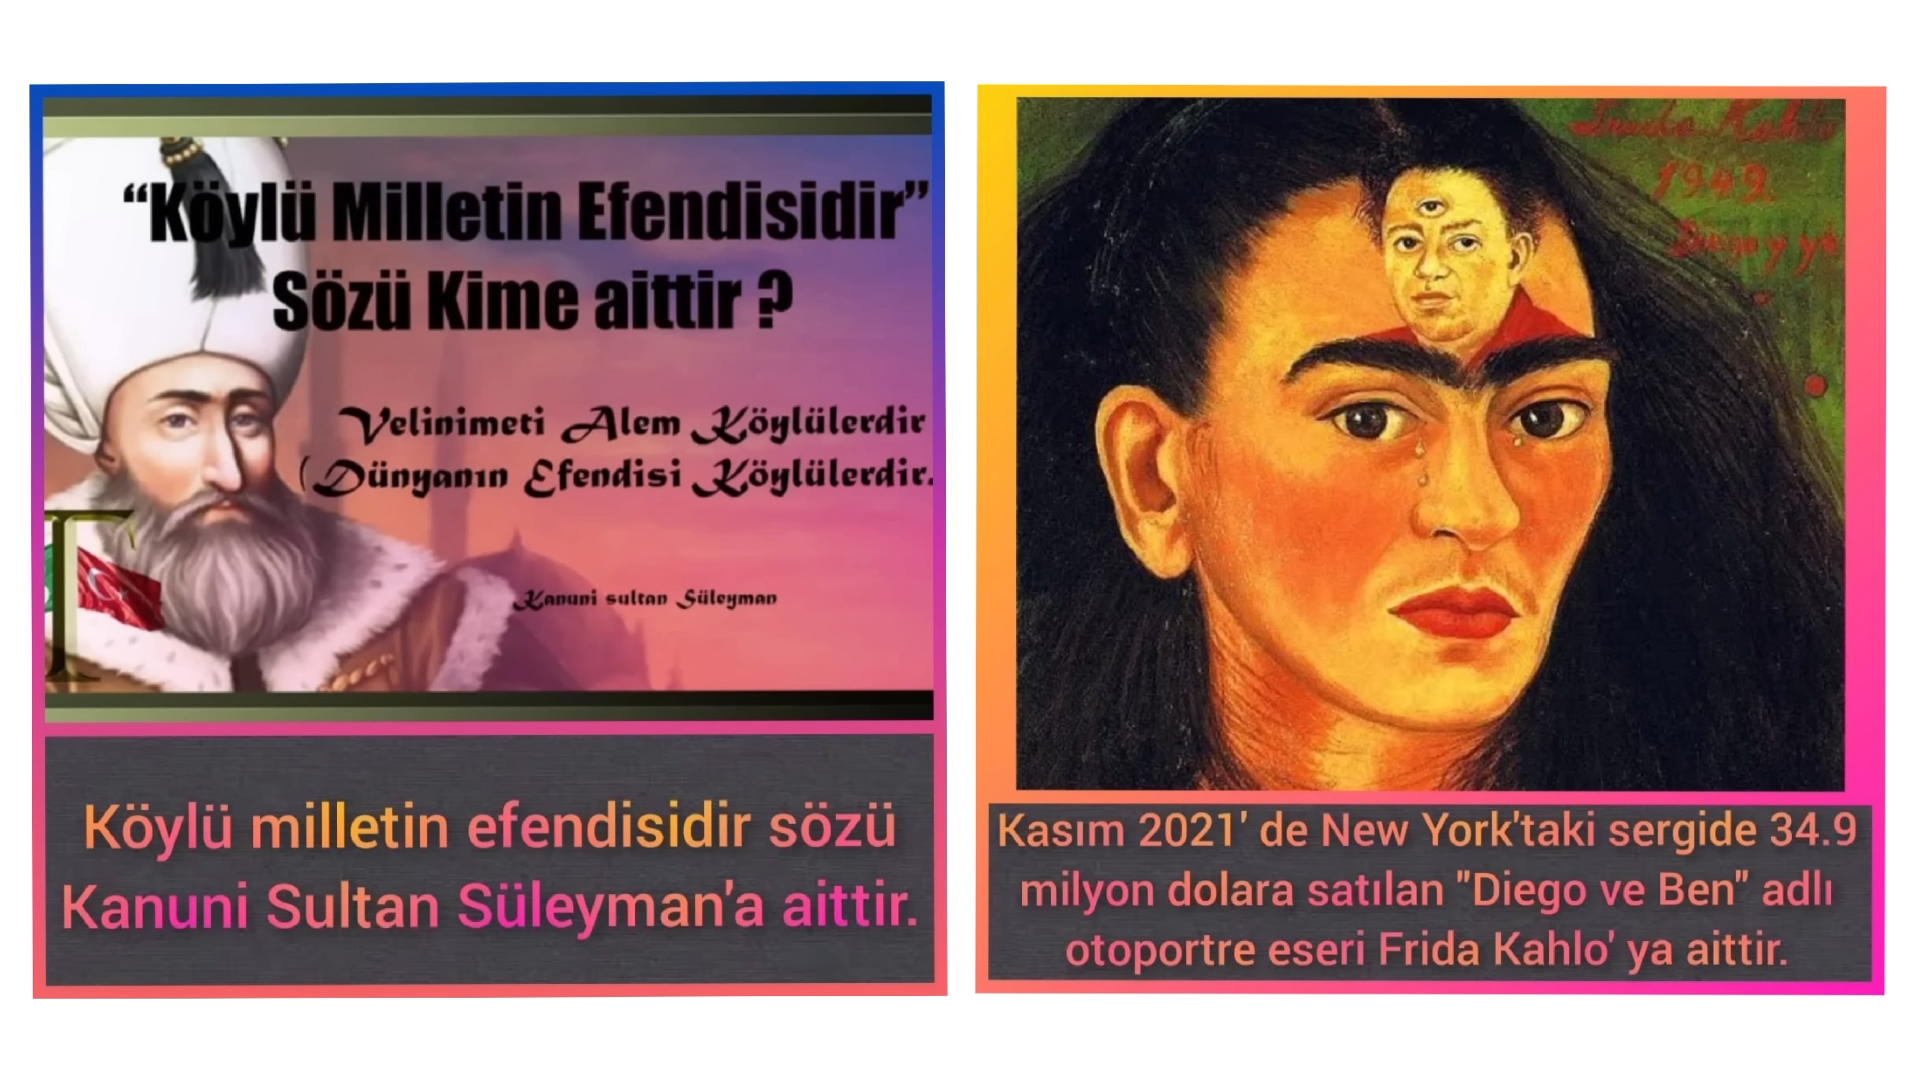 “Köylü Milletin Efendisidir”
Sözü Kime aittir ?
Velinimeti Alem Köylülerdir
(Dünyanın Efendisi Köylülerdir.
Kanuni sultan Süleyman
T
Köylü milletin efendisidir sözü
Kanuni Sultan Süleyman'a aittir.
Frida Kahlo
1949.
Diego y yo
Kasım 2021' de New York'taki sergide 34.9
milyon dolara satılan "Diego ve Ben" adlı
otoportre eseri Frida Kahlo' ya aittir.